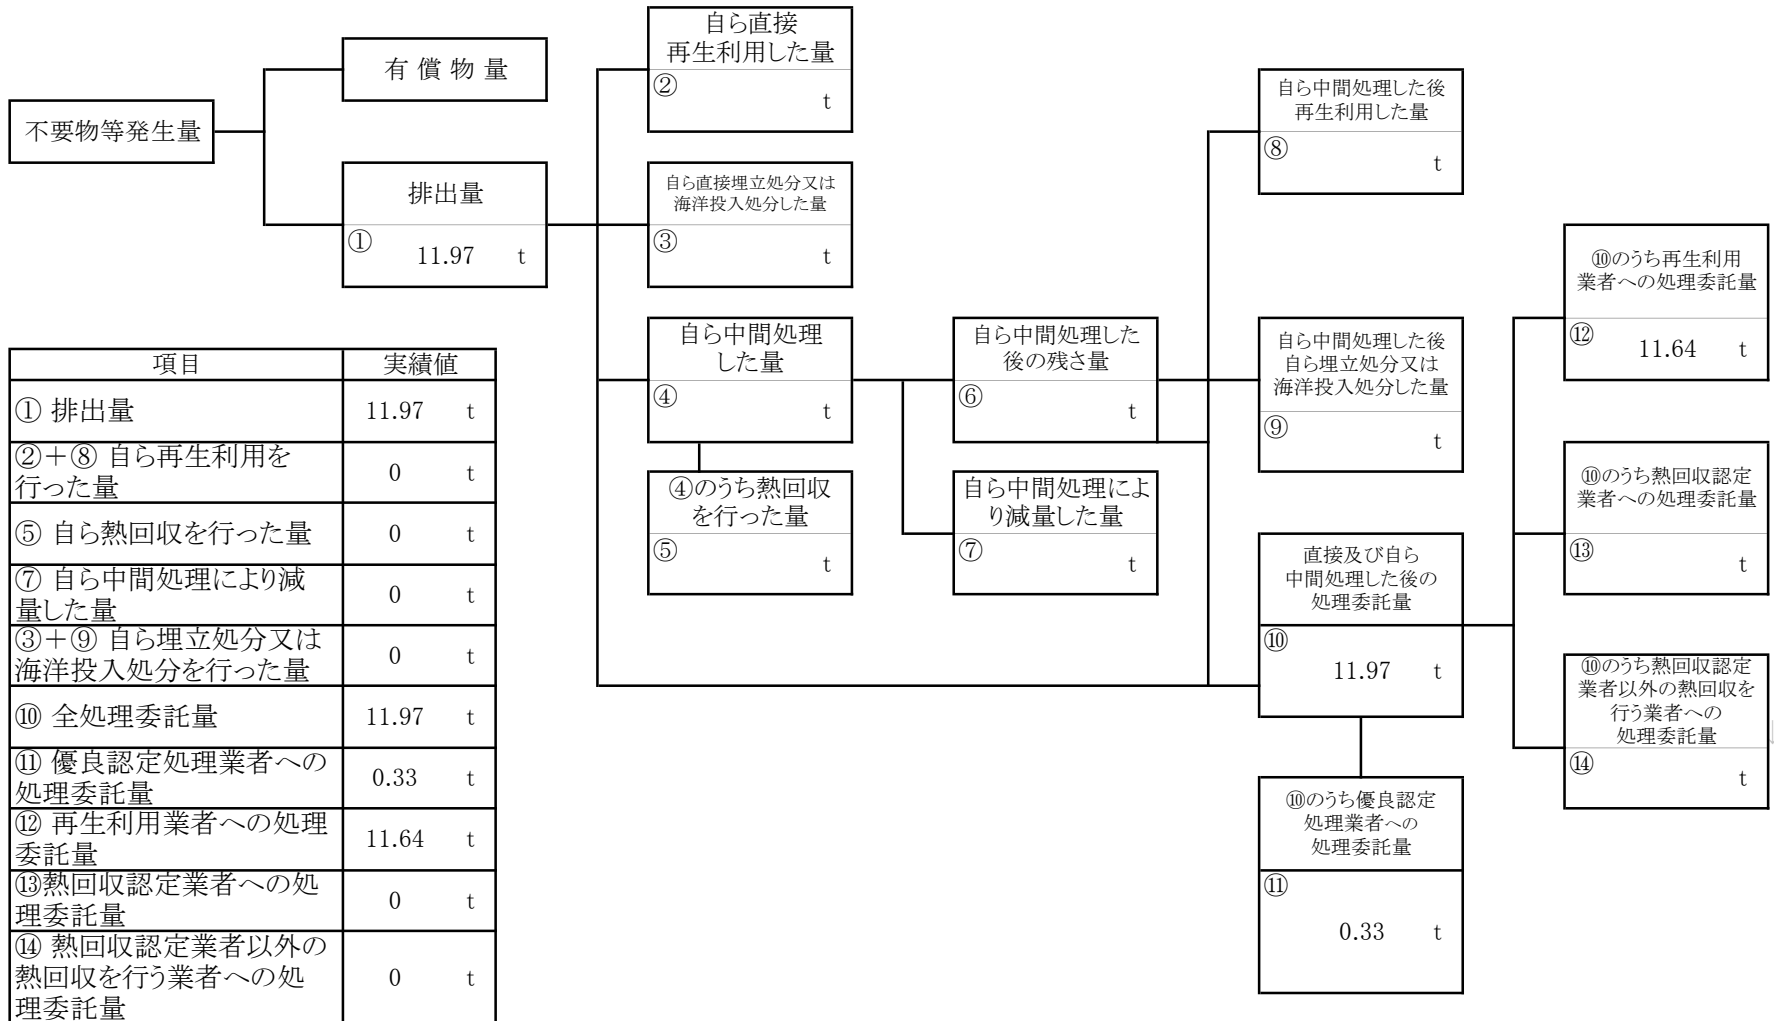 不要物等発生量
有償物量
排出量
① 11.97 t
自ら直接
再生利用した量
② t
自ら直接埋立処分又は
海洋投入処分した量
③ t
自ら中間処理
した量
④ t
④のうち熱回収
を行った量
⑤ t
自ら中間処理した
後の残さ量
⑥ t
自ら中間処理によ
り減量した量
⑦ t
自ら中間処理した後
再生利用した量
⑧ t
自ら中間処理した後
自ら埋立処分又は
海洋投入処分した量
⑨ t
直接及び自ら
中間処理した後の
処理委託量
⑩
11.97 t
⑩のうち優良認定
処理業者への
処理委託量
⑪
0.33 t
⑩のうち再生利用
業者への処理委託量
⑫ 11.64 t
⑩のうち熱回収認定
業者への処理委託量
⑬ t
⑩のうち熱回収認定
業者以外の熱回収を
行う業者への
処理委託量
⑭ t
項目 実績値
① 排出量 11.97 t
②+⑧ 自ら再生利用を
行った量 0 t
⑤ 自ら熱回収を行った量 0 t
⑦ 自ら中間処理により減
量した量 0 t
③+⑨ 自ら埋立処分又は
海洋投入処分を行った量 0 t
⑩ 全処理委託量 11.97 t
⑪ 優良認定処理業者への
処理委託量 0.33 t
⑫ 再生利用業者への処理
委託量 11.64 t
⑬熱回収認定業者への処
理委託量 0 t
⑭ 熱回収認定業者以外の
熱回収を行う業者への処
理委託量 0 t